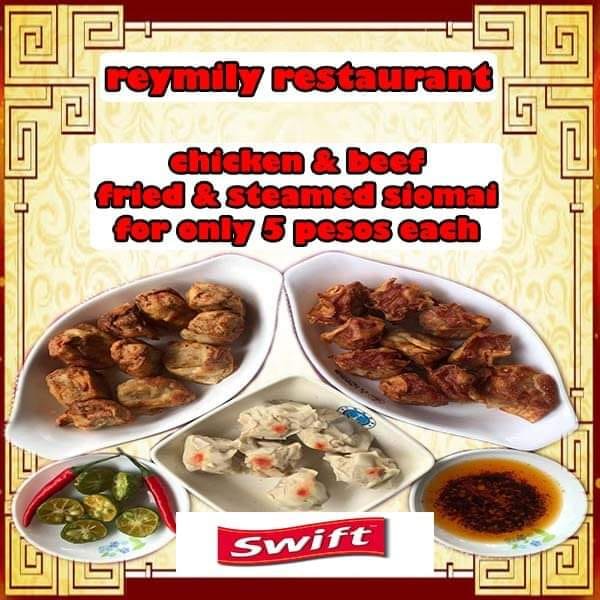 reymily restaurant
chicken & beef
fried & steamed siomai
for only 5 pesos each
Swift